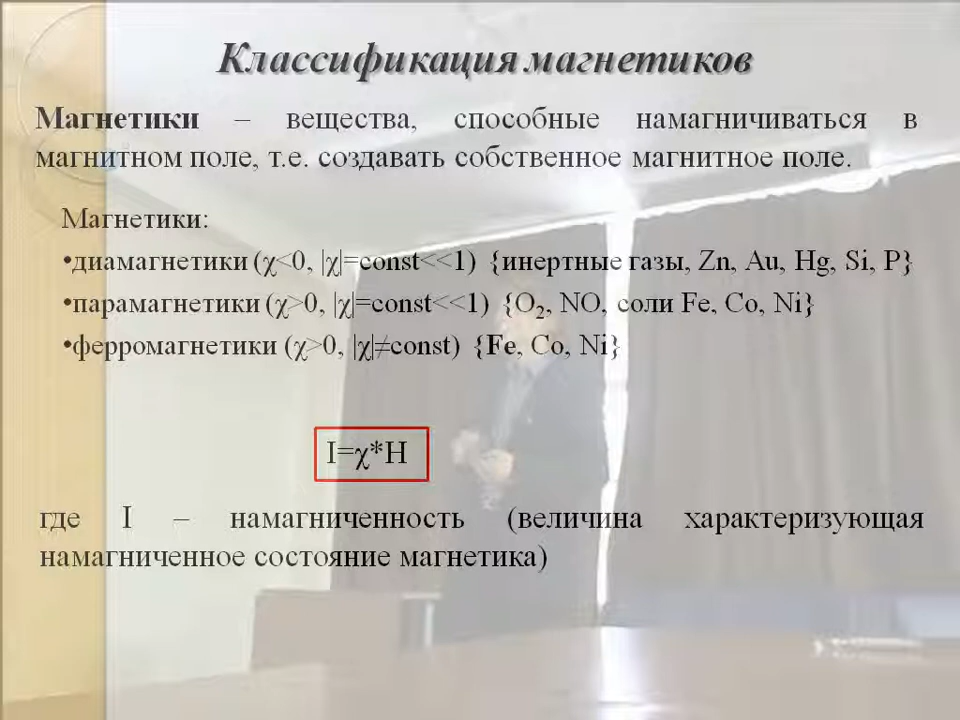 Классификация магнетиков
Магнетики – вещества, способные намагничиваться в
магнитном поле, т.е. создавать собственное магнитное поле.
Магнетики:
•диамагнетики (χ<0, |χ|=const<<1) {инертные газы, Zn, Au, Hg, Si, P}
•парамагнетики (χ>0, |χ|=const<<1) {O₂, NO, соли Fe, Co, Ni}
•ферромагнетики (χ>0, |χ|≠const) {Fe, Co, Ni}
I=χ*H
где I – намагниченность (величина характеризующая
намагниченное состояние магнетика)